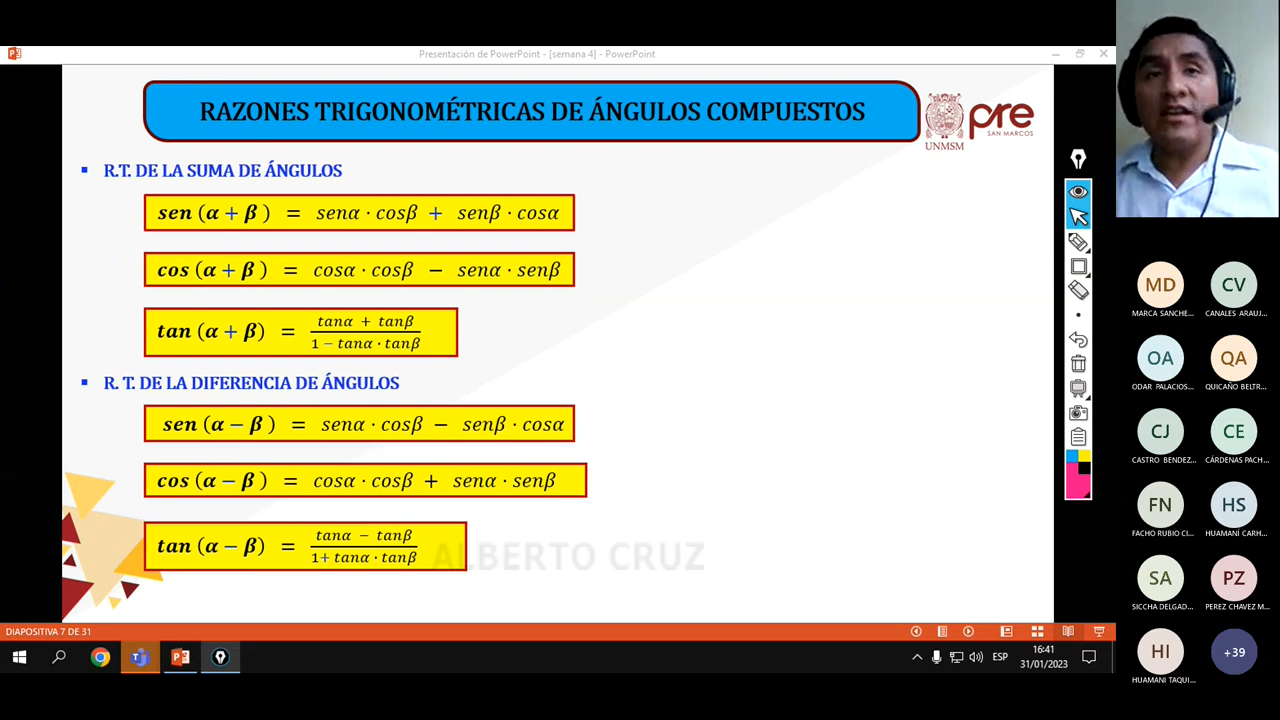 Presentación de PowerPoint - [semana 4] - PowerPoint
RAZONES TRIGONOMÉTRICAS DE ÁNGULOS COMPUESTOS
UNMSM
pre
SAN MARCOS
▪ R.T. DE LA SUMA DE ÁNGULOS
sen (α + β) = senα · cosβ + senβ · cosα
cos (α + β) = cosα · cosβ − senα · senβ
tan (α + β) = (tanα + tanβ) / (1 − tanα · tanβ)
▪ R. T. DE LA DIFERENCIA DE ÁNGULOS
sen (α − β) = senα · cosβ − senβ · cosα
cos (α − β) = cosα · cosβ + senα · senβ
tan (α − β) = (tanα − tanβ) / (1+ tanα · tanβ)
ALBERTO CRUZ
DIAPOSITIVA 7 DE 31
ESP
16:41
31/01/2023
MD
MARCA SANCHE...
CV
CANALES ARAUJ...
OA
ODAR PALACIOS...
QA
QUICAÑO BELTR...
CJ
CASTRO BENDEZ...
CE
CÁRDENAS PACH...
FN
FACHO RUBIO CI...
HS
HUAMANÍ CARH...
SA
SICCHA DELGAD...
PZ
PEREZ CHAVEZ M...
HI
HUAMANI TAQUI...
+39